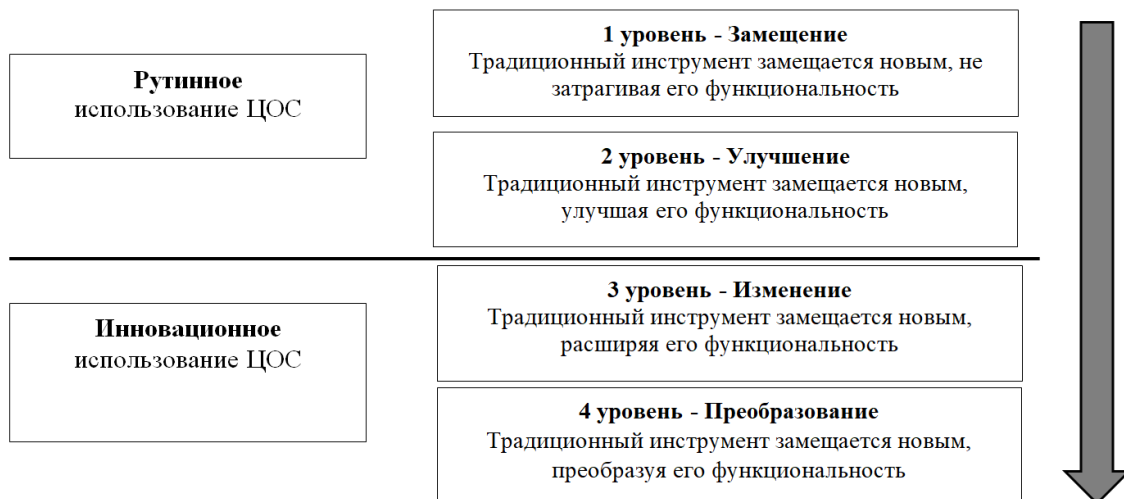 Рутинное
использование ЦОС
1 уровень - Замещение
Традиционный инструмент замещается новым, не
затрагивая его функциональность
2 уровень - Улучшение
Традиционный инструмент замещается новым,
улучшая его функциональность
Инновационное
использование ЦОС
3 уровень - Изменение
Традиционный инструмент замещается новым,
расширяя его функциональность
4 уровень - Преобразование
Традиционный инструмент замещается новым,
преобразуя его функциональность